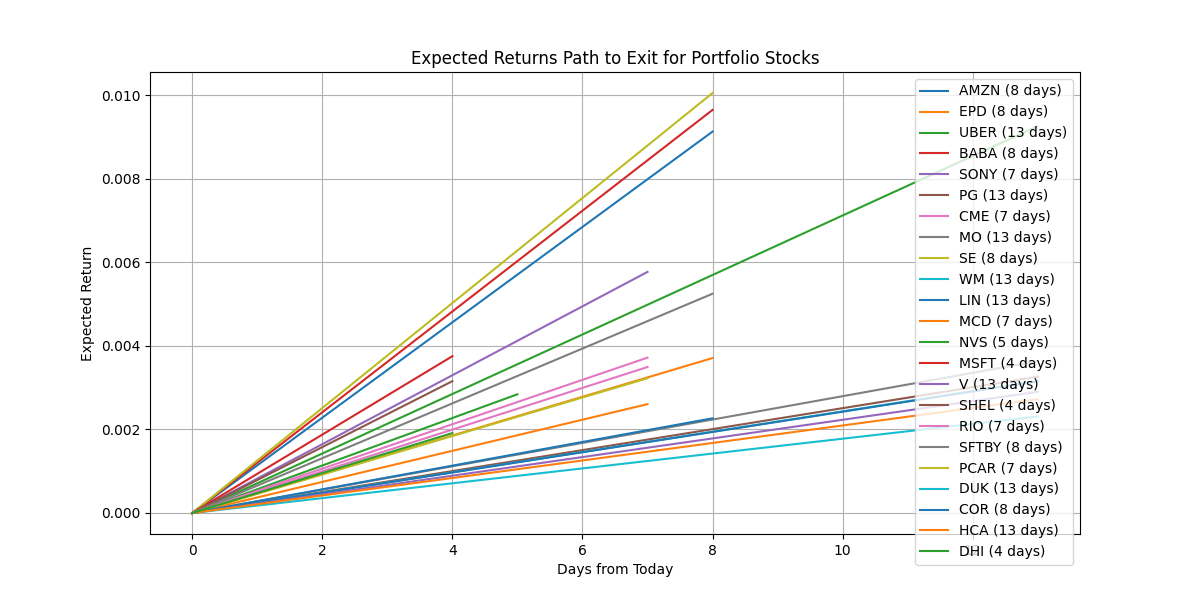 Expected Returns Path to Exit for Portfolio Stocks
Expected Return
0.010
0.008
0.006
0.004
0.002
0.000
0
2
4
6
8
10
Days from Today
AMZN (8 days)
EPD (8 days)
UBER (13 days)
BABA (8 days)
SONY (7 days)
PG (13 days)
CME (7 days)
MO (13 days)
SE (8 days)
WM (13 days)
LIN (13 days)
MCD (7 days)
NVS (5 days)
MSFT (4 days)
V (13 days)
SHEL (4 days)
RIO (7 days)
SFTBY (8 days)
PCAR (7 days)
DUK (13 days)
COR (8 days)
HCA (13 days)
DHI (4 days)